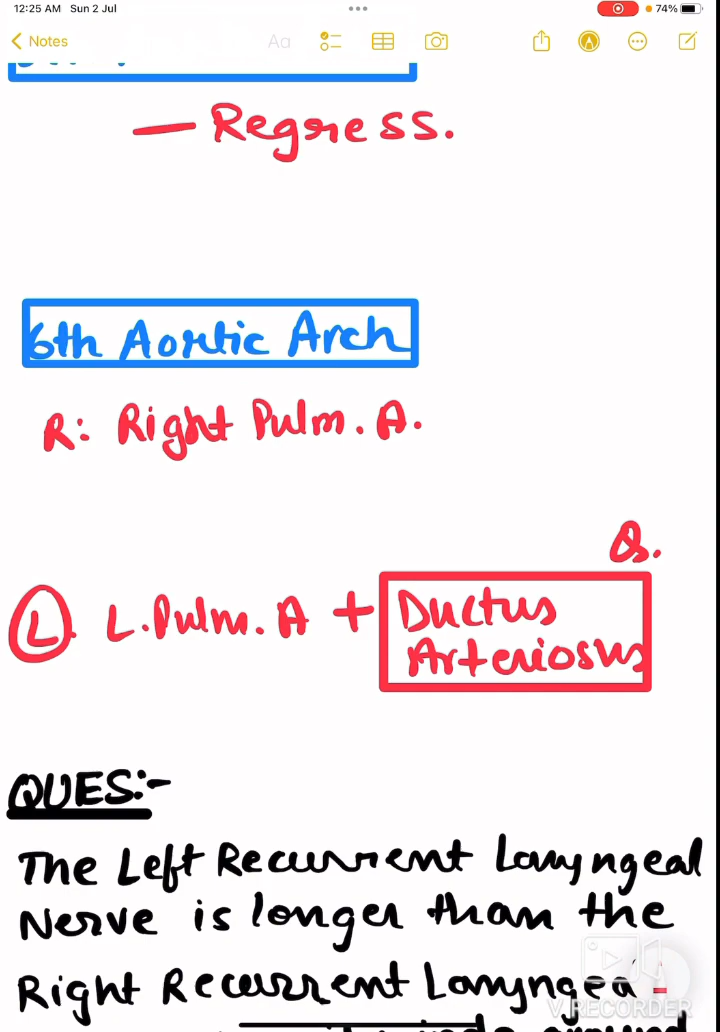 12:25 AM Sun 2 Jul
74%
Notes
Aa
— Regress.
6th Aortic Arch
R: Right Pulm. A.
Q.
L. L. Pulm. A + Ductus
Arteriosus
QUES:-
The Left Recurrent Laryngeal
Nerve is longer than the
Right Recurrent Laryngeal
V RECORDER